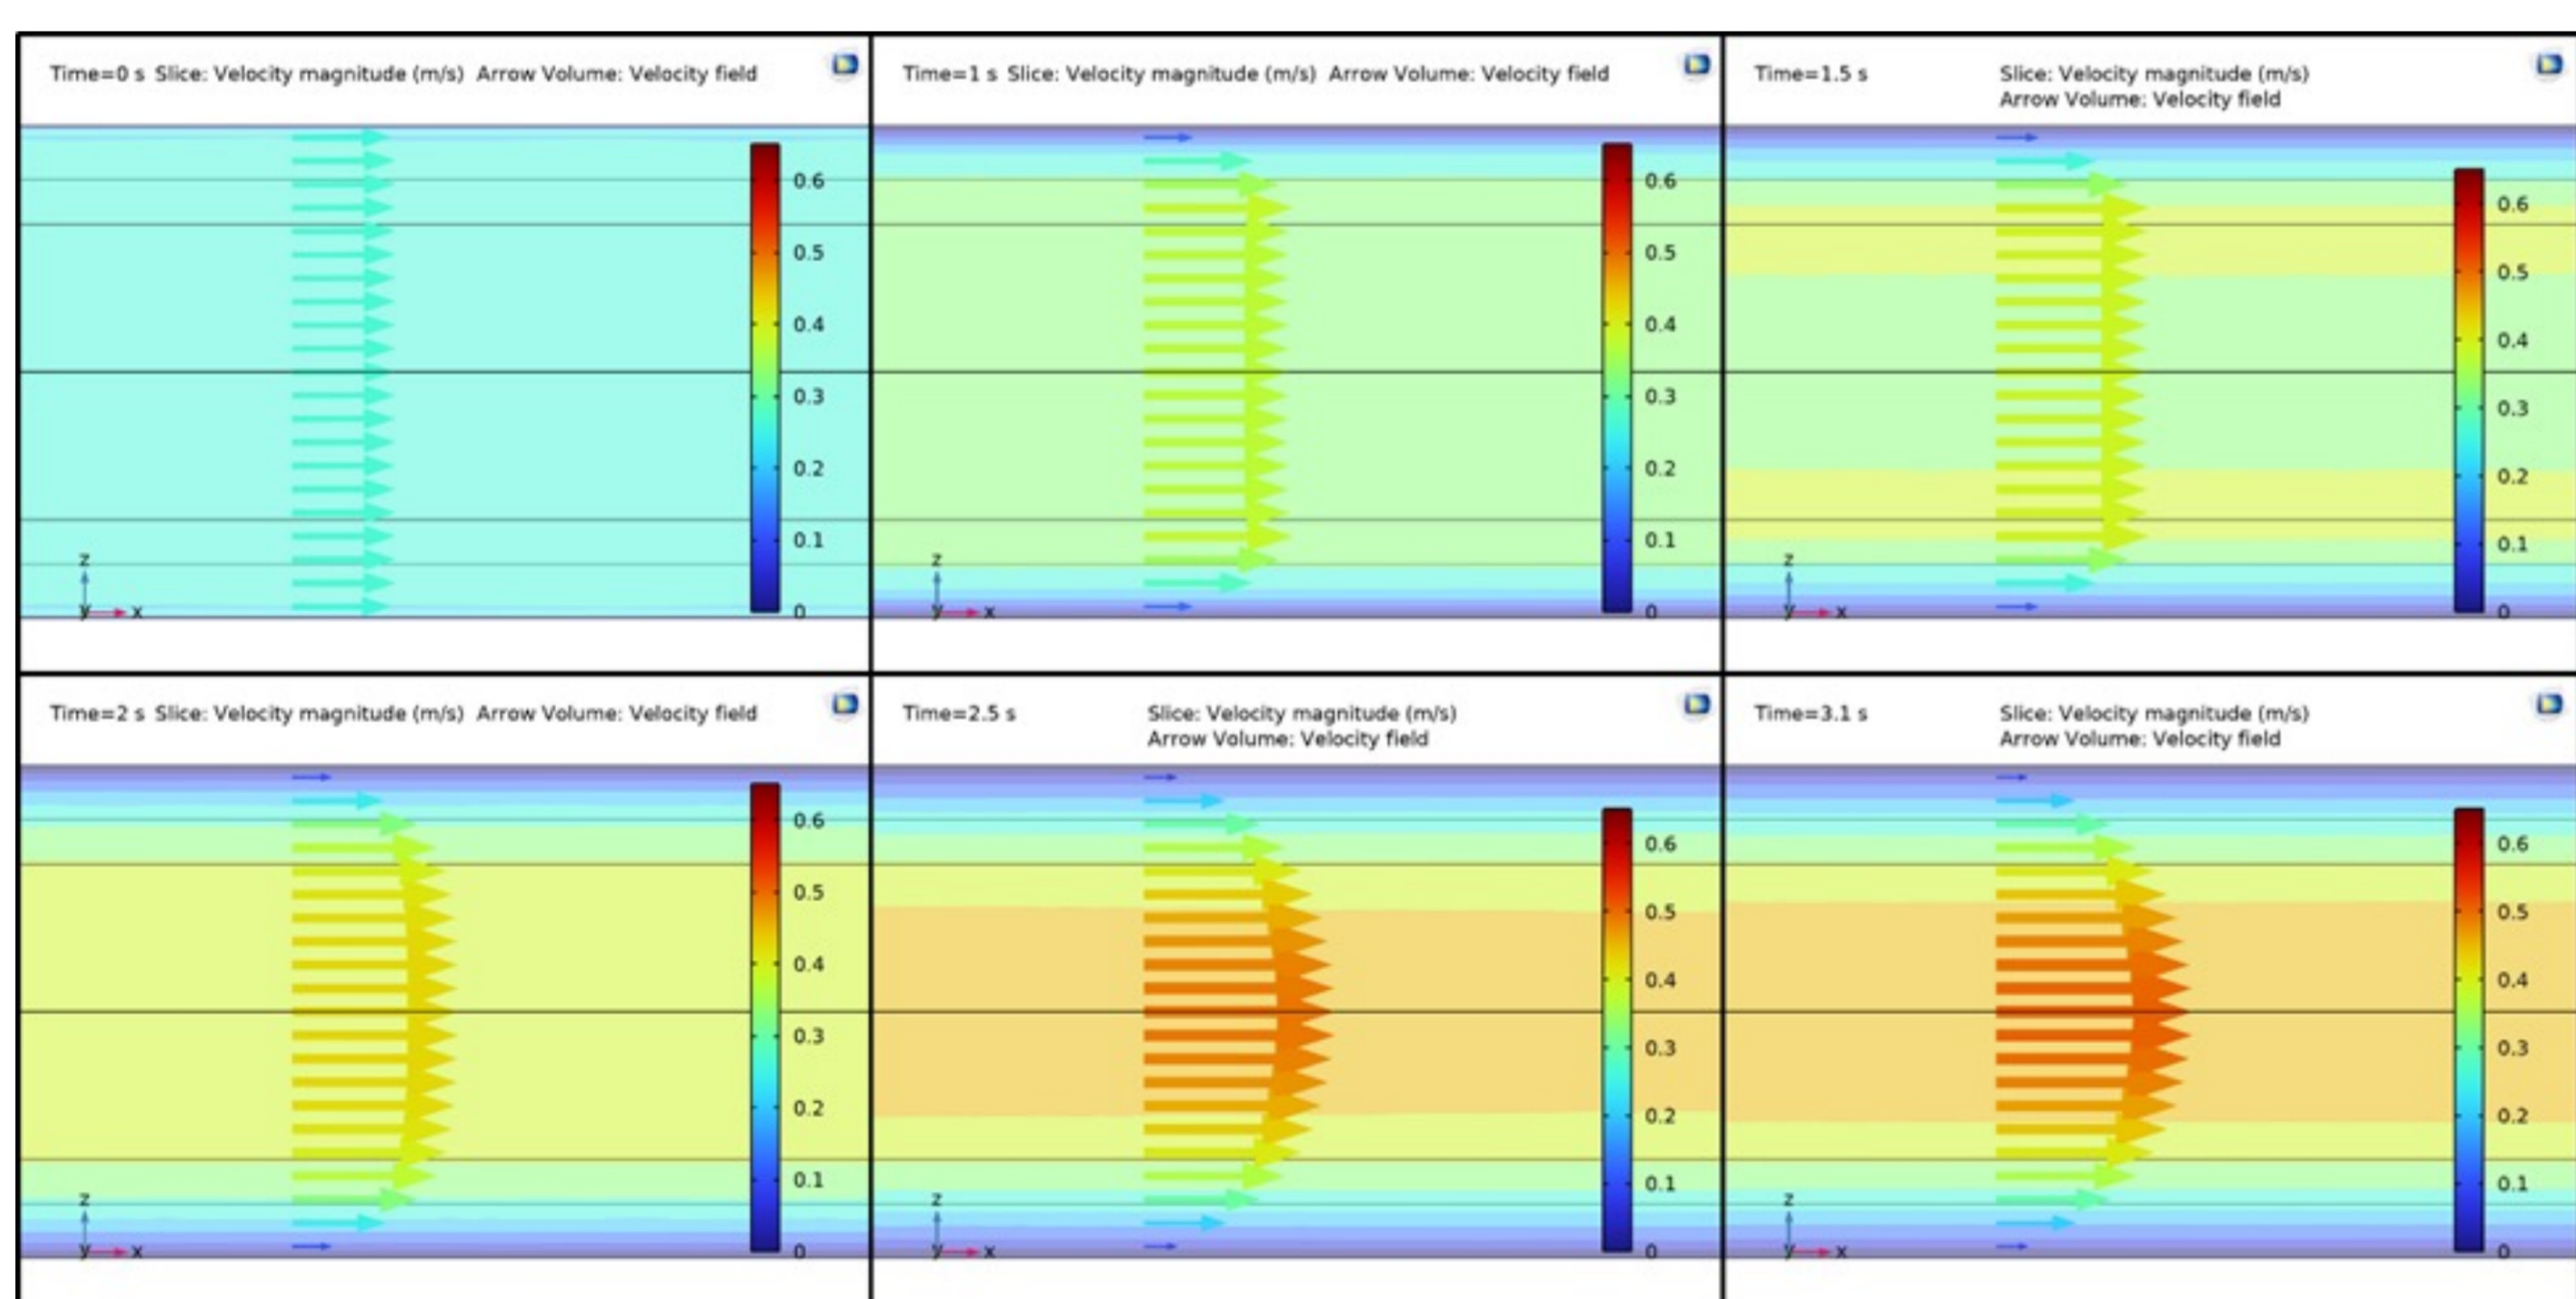 Time=0 s Slice: Velocity magnitude (m/s) Arrow Volume: Velocity field
0.6
0.5
0.4
0.3
0.2
0.1
0
z
y x
Time=1 s Slice: Velocity magnitude (m/s) Arrow Volume: Velocity field
0.6
0.5
0.4
0.3
0.2
0.1
0
z
y x
Time=1.5 s Slice: Velocity magnitude (m/s)
Arrow Volume: Velocity field
0.6
0.5
0.4
0.3
0.2
0.1
0
z
y x
Time=2 s Slice: Velocity magnitude (m/s) Arrow Volume: Velocity field
0.6
0.5
0.4
0.3
0.2
0.1
0
z
y x
Time=2.5 s Slice: Velocity magnitude (m/s)
Arrow Volume: Velocity field
0.6
0.5
0.4
0.3
0.2
0.1
0
z
y x
Time=3.1 s Slice: Velocity magnitude (m/s)
Arrow Volume: Velocity field
0.6
0.5
0.4
0.3
0.2
0.1
0
z
y x